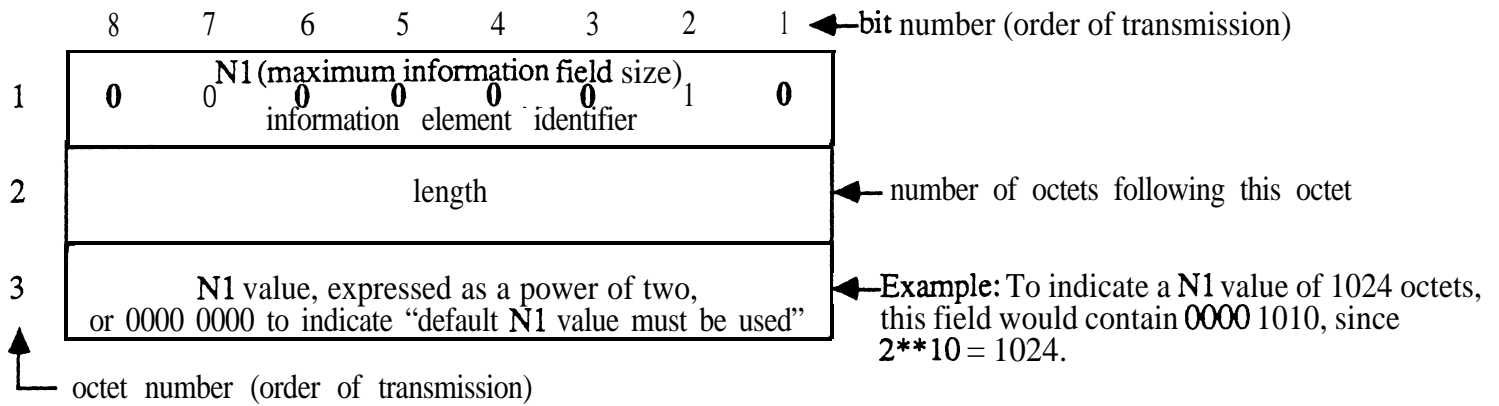 8 7 6 5 4 3 2 1 bit number (order of transmission)
N1 (maximum information field size)
1 0 0 0 0 0 0 1 0
information element identifier
2 length number of octets following this octet
3 N1 value, expressed as a power of two,
or 0000 0000 to indicate “default N1 value must be used”
Example: To indicate a N1 value of 1024 octets,
this field would contain 0000 1010, since
2**10 = 1024.
octet number (order of transmission)